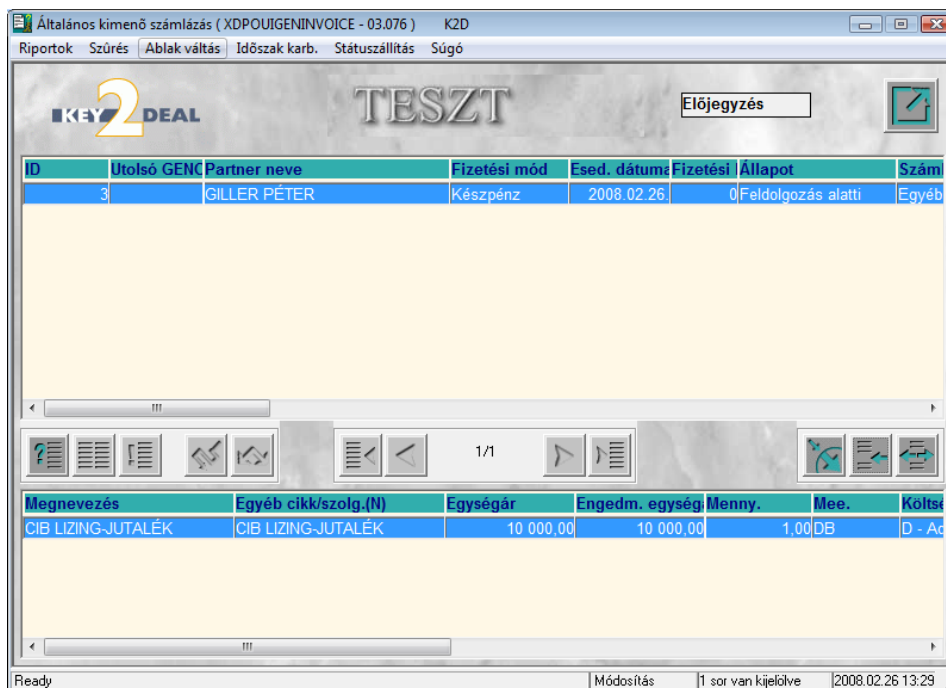 Általános kimenő számlázás ( XDPOUIGENINVOICE - 03.076 ) K2D
Riportok Szűrés Ablak váltás Időszak karb. Státuszállítás Súgó
KEY 2 DEAL TESZT Előjegyzés
ID Utolsó GENC Partner neve Fizetési mód Esed. dátuma Fizetési Állapot Száml
3 GILLER PÉTER Készpénz 2008.02.26. 0 Feldolgozás alatti Egyéb
1/1
Megnevezés Egyéb cikk/szolg.(N) Egységár Engedm. egység Menny. Mee. Költsé
CIB LIZING-JUTALÉK CIB LIZING-JUTALÉK 10 000,00 10 000,00 1,00 DB D - Ad
Ready Módosítás 1 sor van kijelölve 2008.02.26 13:29